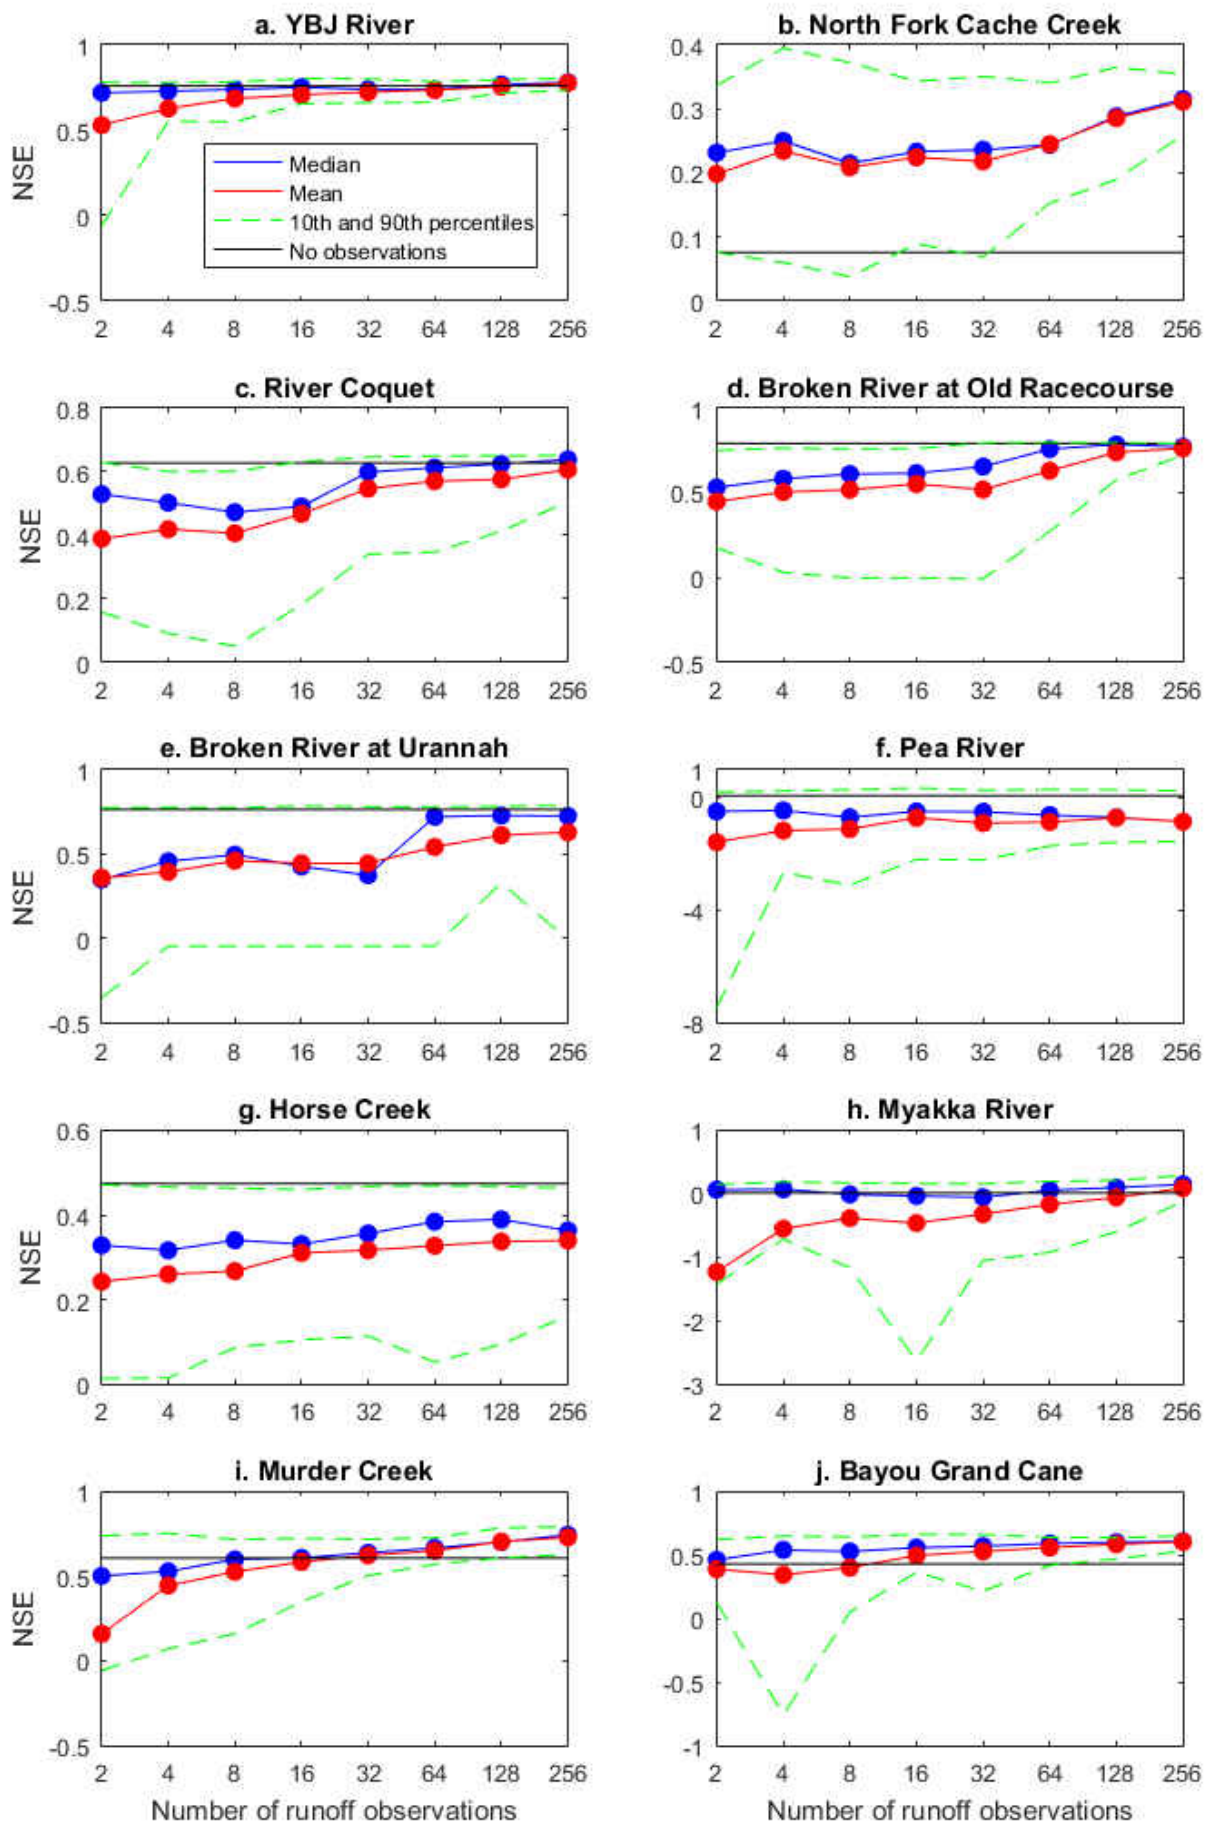 a. YBJ River
NSE
1
0.5
0
-0.5
Median
Mean
10th and 90th percentiles
No observations
2 4 8 16 32 64 128 256
b. North Fork Cache Creek
0.4
0.3
0.2
0.1
0
2 4 8 16 32 64 128 256
c. River Coquet
NSE
0.8
0.6
0.4
0.2
0
2 4 8 16 32 64 128 256
d. Broken River at Old Racecourse
1
0.5
0
-0.5
2 4 8 16 32 64 128 256
e. Broken River at Urannah
NSE
1
0.5
0
-0.5
2 4 8 16 32 64 128 256
f. Pea River
1
0
-4
-8
2 4 8 16 32 64 128 256
g. Horse Creek
NSE
0.6
0.4
0.2
0
2 4 8 16 32 64 128 256
h. Myakka River
1
0
-1
-2
-3
2 4 8 16 32 64 128 256
i. Murder Creek
NSE
1
0.5
0
-0.5
2 4 8 16 32 64 128 256
Number of runoff observations
j. Bayou Grand Cane
1
0.5
0
-0.5
-1
2 4 8 16 32 64 128 256
Number of runoff observations